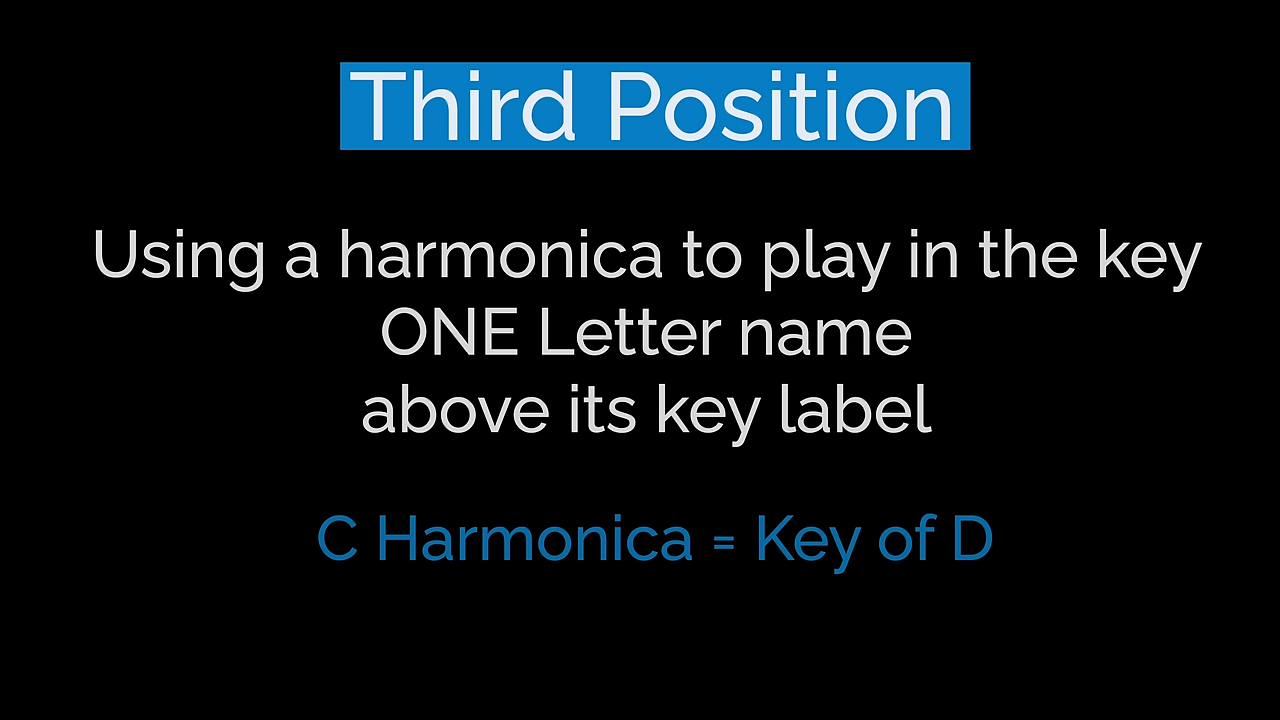 Third Position
Using a harmonica to play in the key
ONE Letter name
above its key label
C Harmonica = Key of D